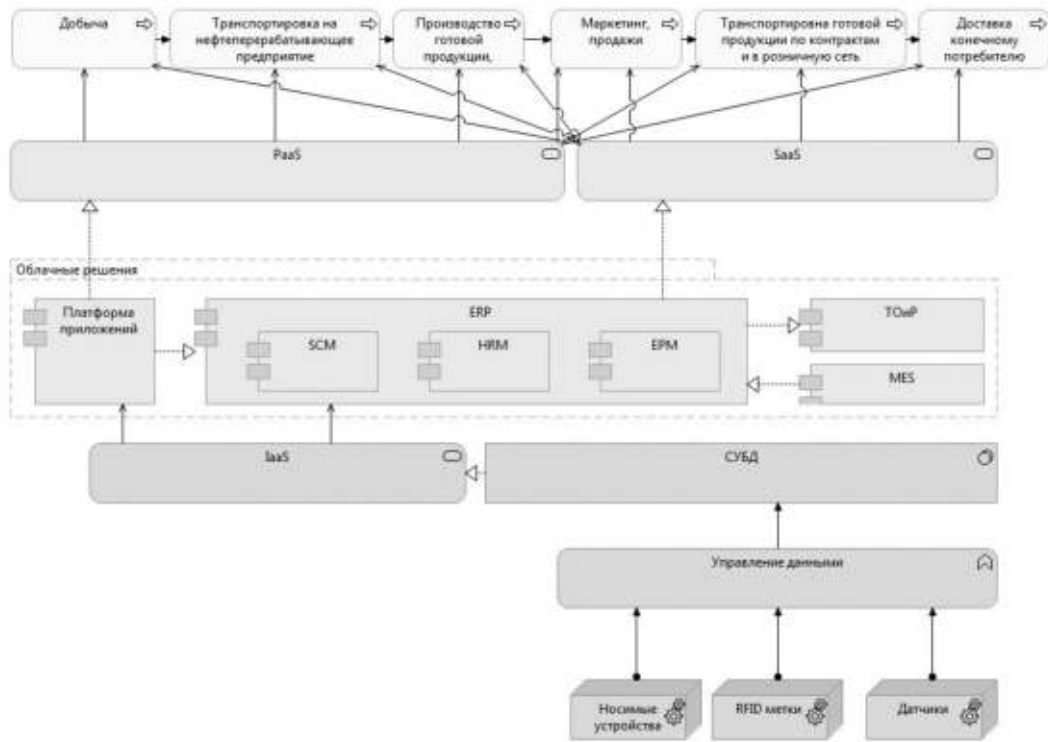 Добыча
Транспортировка на
нефтеперерабатывающее
предприятие
Производство
готовой
продукции,
Маркетинг,
продажи
Транспортировна готовой
продукции по контрактам
и в розничную сеть
Доставка
конечному
потребителю
PaaS
SaaS
Облачные решения
Платформа
приложений
ERP
SCM
HRM
EPM
ТОиР
MES
IaaS
СУБД
Управление данными
Носимые
устройства
RFID метки
Датчики